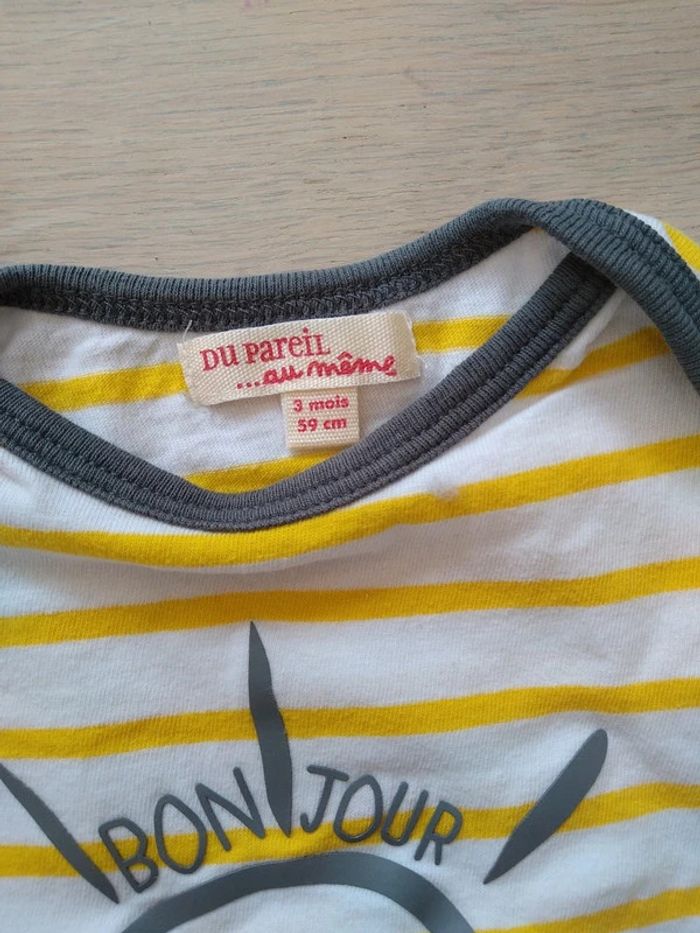 DU PAREIL
...au même
3 mois
59 cm
BONJOUR